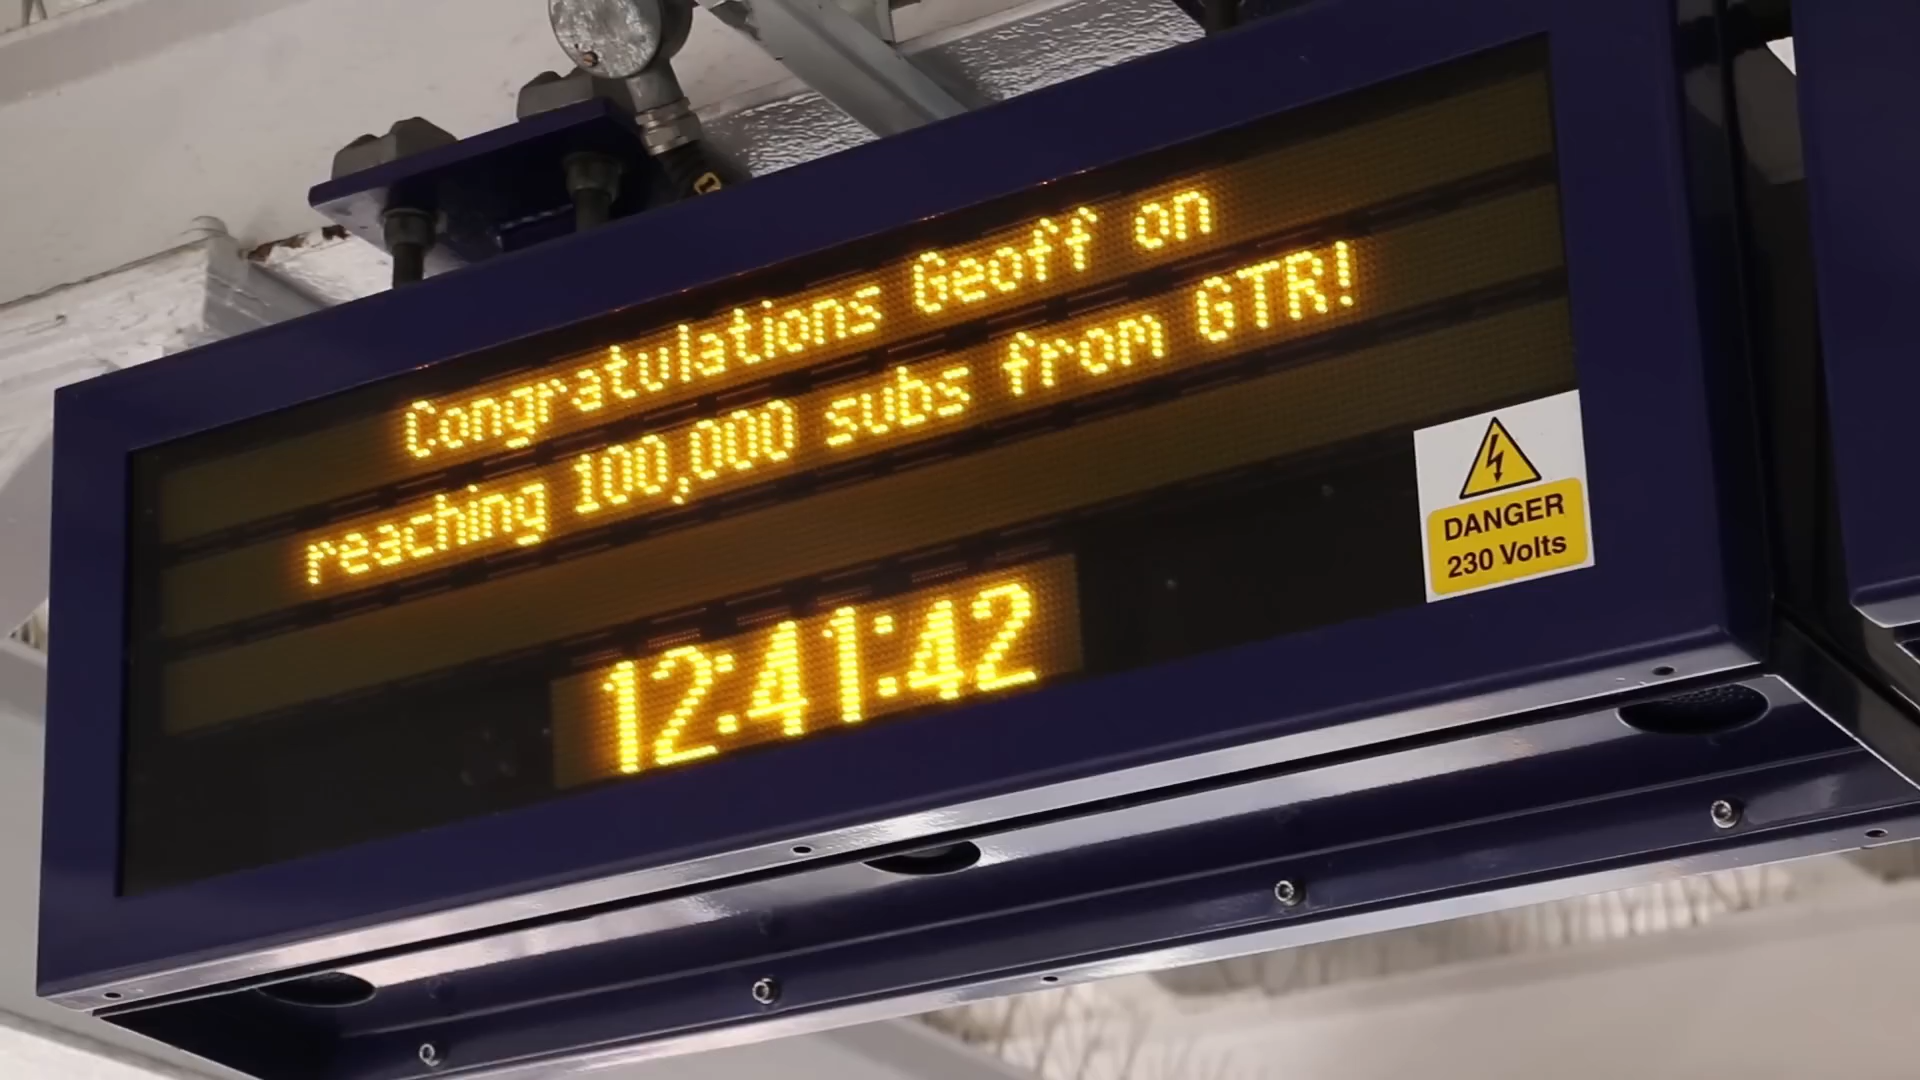 Congratulations Geoff on
reaching 100,000 subs from GTR!
12:41:42
DANGER
230 Volts